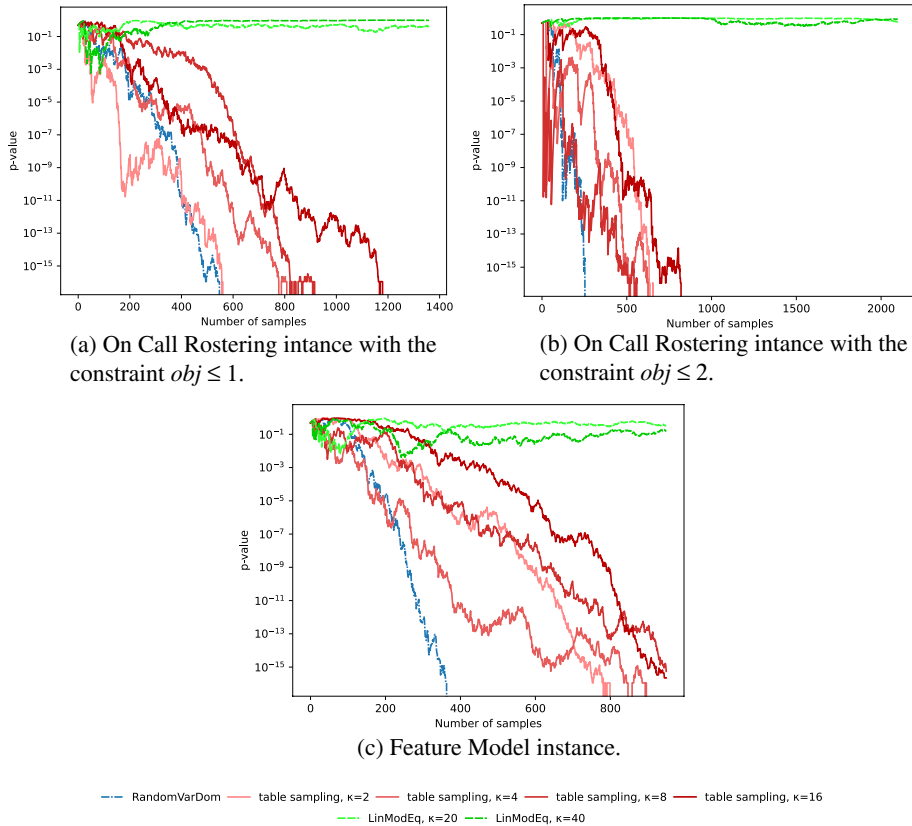 10⁻¹
10⁻³
10⁻⁵
10⁻⁷
10⁻⁹
10⁻¹¹
10⁻¹³
10⁻¹⁵
p-value
0 200 400 600 800 1000 1200 1400
Number of samples
(a) On Call Rostering intance with the
constraint obj ≤ 1.
10⁻¹
10⁻³
10⁻⁵
10⁻⁷
10⁻⁹
10⁻¹¹
10⁻¹³
10⁻¹⁵
p-value
0 500 1000 1500 2000
Number of samples
(b) On Call Rostering intance with the
constraint obj ≤ 2.
10⁻¹
10⁻³
10⁻⁵
10⁻⁷
10⁻⁹
10⁻¹¹
10⁻¹³
10⁻¹⁵
p-value
0 200 400 600 800
Number of samples
(c) Feature Model instance.
RandomVarDom table sampling, κ=2 table sampling, κ=4 table sampling, κ=8 table sampling, κ=16
LinModEq, κ=20 LinModEq, κ=40